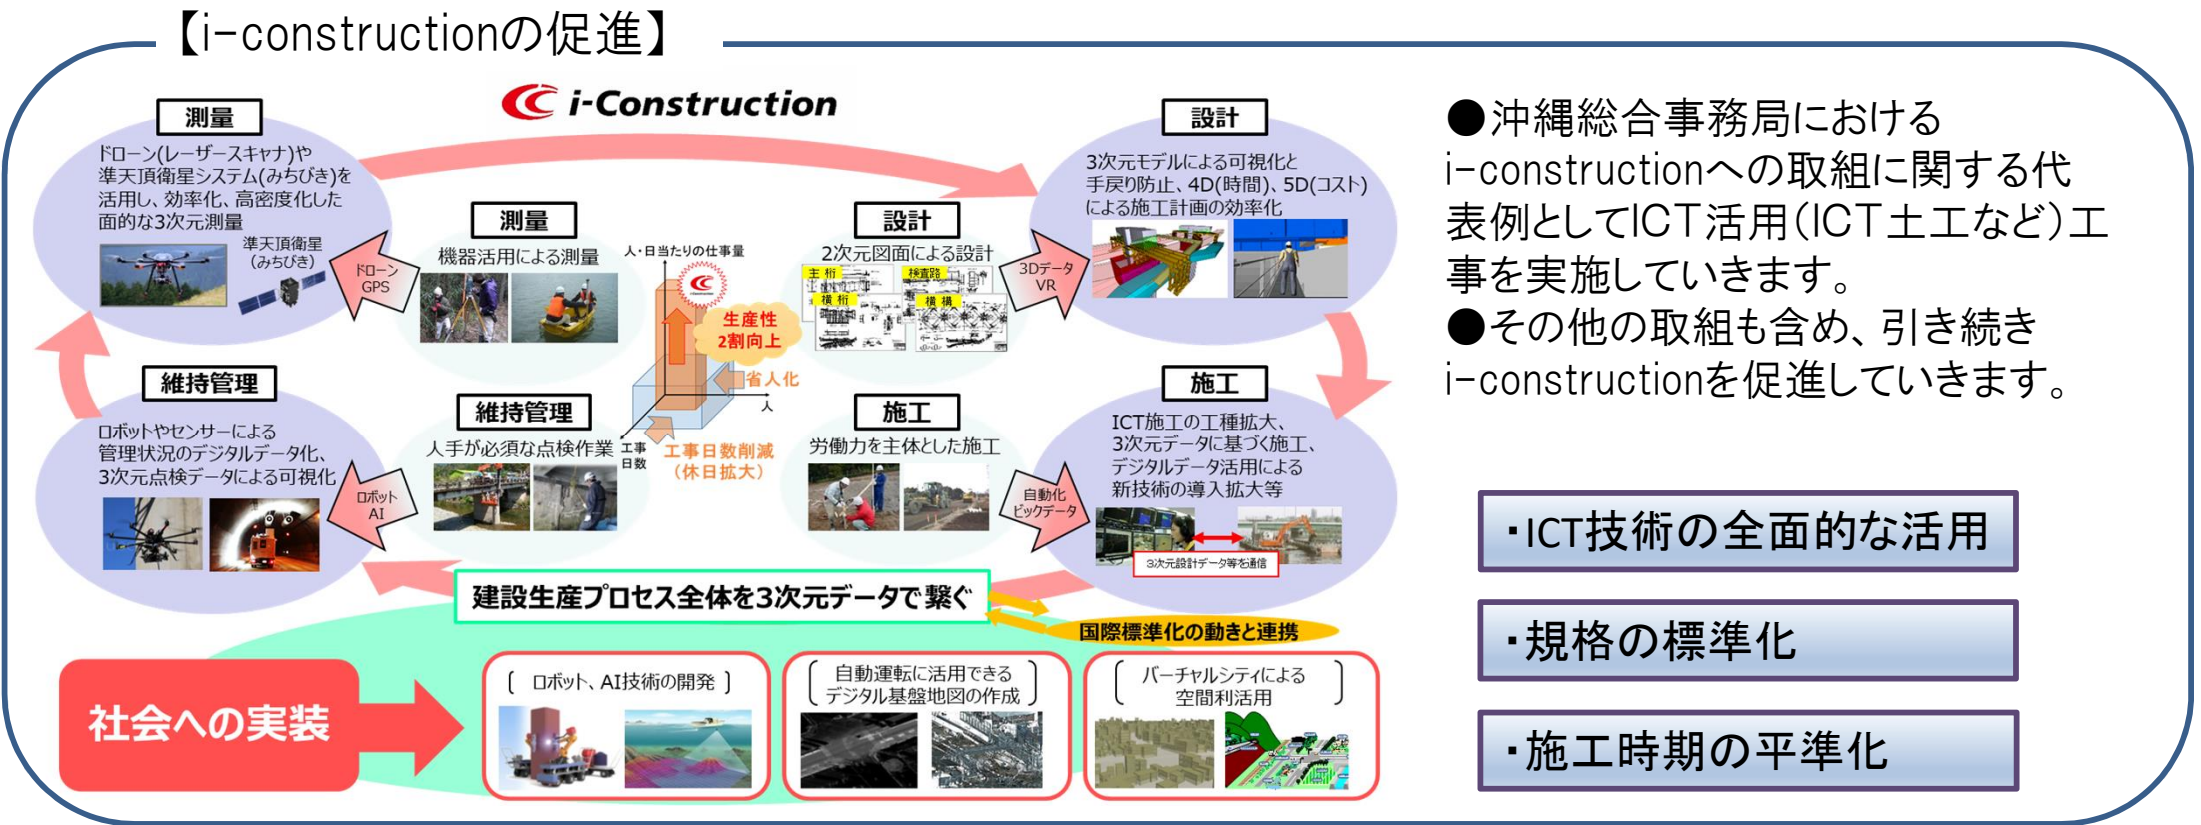 【i-constructionの促進】
i-Construction
測量
ドローン(レーザースキャナ)や
準天頂衛星システム(みちびき)を
活用し、効率化、高密度化した
面的な3次元測量
準天頂衛星
(みちびき)
ドローン
GPS
測量
機器活用による測量
人・日当たりの仕事量
i-Construction
生産性
2割向上
省人化
人
工事
日数
工事日数削減
(休日拡大)
設計
2次元図面による設計
主桁
検査路
横桁
横構
3Dデータ
VR
設計
3次元モデルによる可視化と
手戻り防止、4D(時間)、5D(コスト)
による施工計画の効率化
維持管理
ロボットやセンサーによる
管理状況のデジタルデータ化、
3次元点検データによる可視化
ロボット
AI
維持管理
人手が必須な点検作業
施工
労働力を主体とした施工
自動化
ビックデータ
施工
ICT施工の工種拡大、
3次元データに基づく施工、
デジタルデータ活用による
新技術の導入拡大等
3次元設計データ等を通信
建設生産プロセス全体を3次元データで繋ぐ
国際標準化の動きと連携
社会への実装
〔 ロボット、AI技術の開発 〕
自動運転に活用できる
デジタル基盤地図の作成
バーチャルシティによる
空間利活用
●沖縄総合事務局における
i-constructionへの取組に関する代
表例としてICT活用(ICT土工など)工
事を実施していきます。
●その他の取組も含め、引き続き
i-constructionを促進していきます。
・ICT技術の全面的な活用
・規格の標準化
・施工時期の平準化